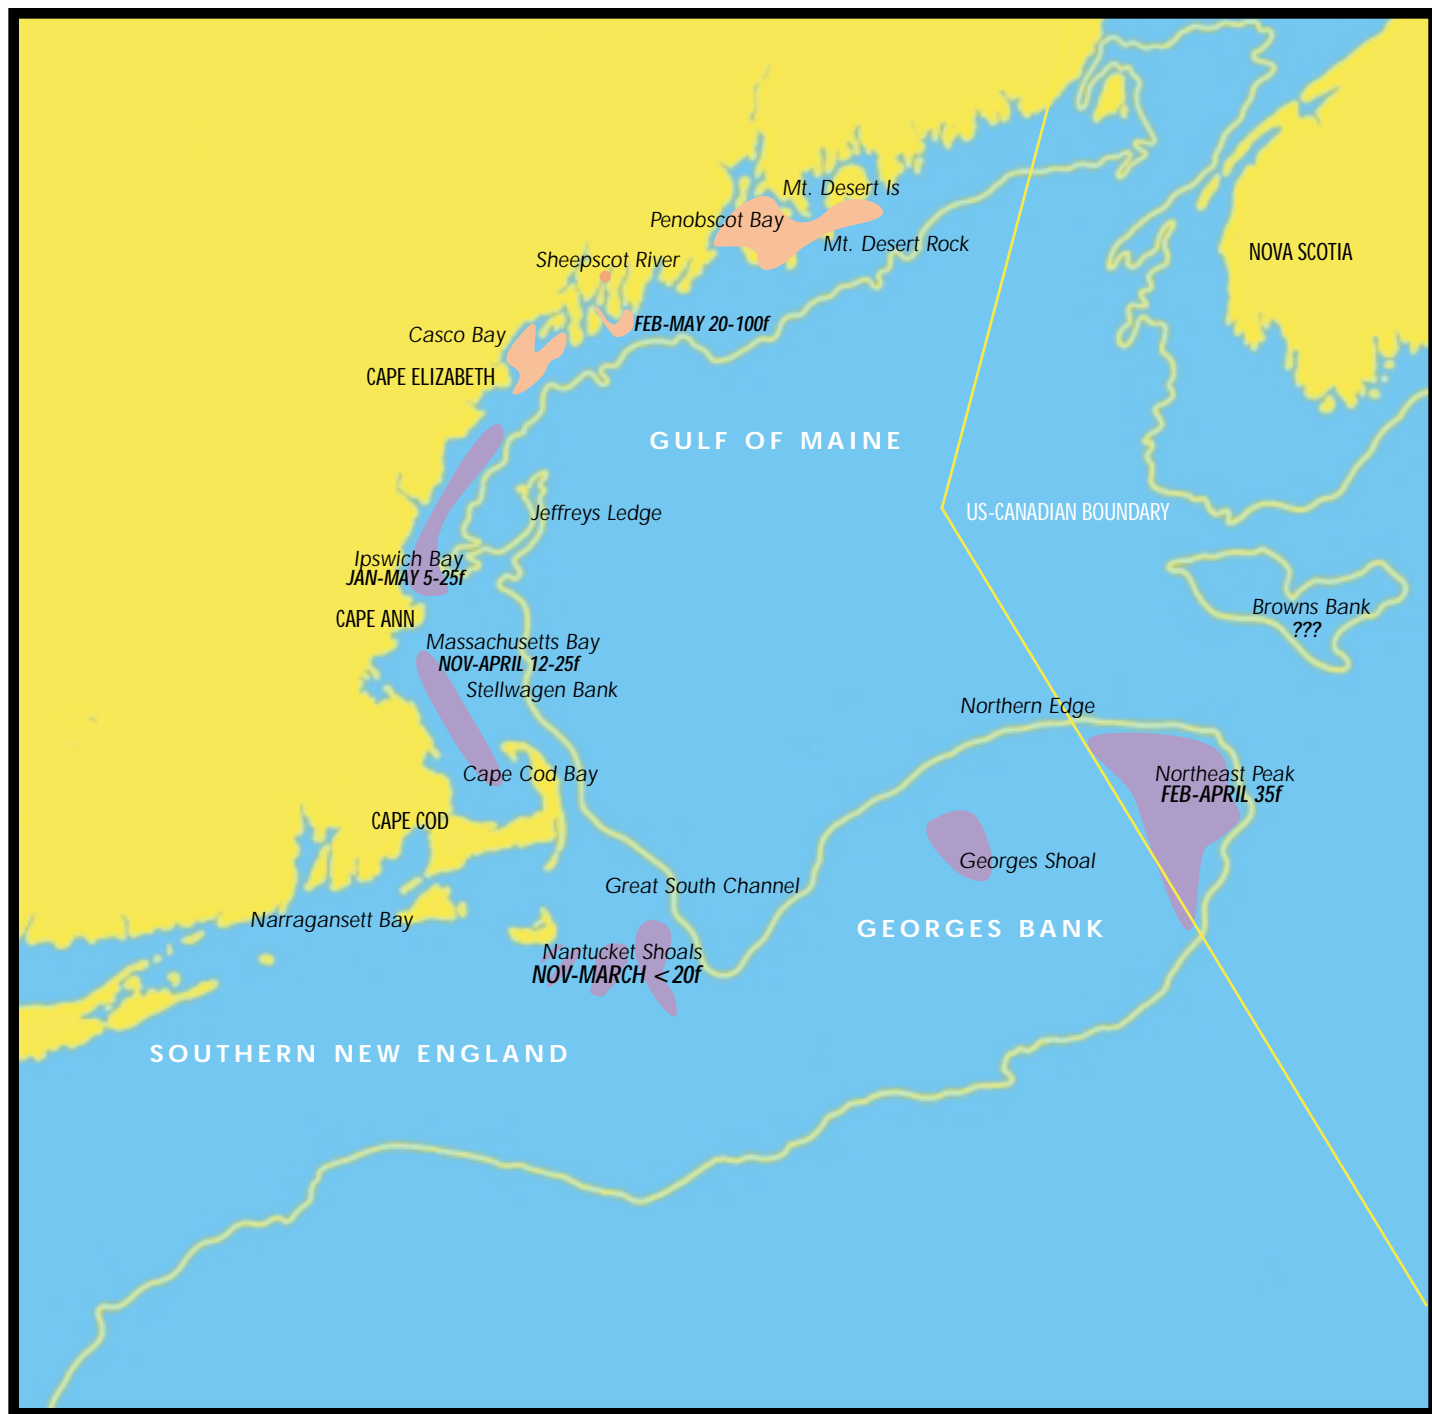 Mt. Desert Is
Penobscot Bay
Mt. Desert Rock
NOVA SCOTIA
Sheepscot River
FEB-MAY 20-100f
Casco Bay
CAPE ELIZABETH
GULF OF MAINE
Jeffreys Ledge
US-CANADIAN BOUNDARY
Ipswich Bay
JAN-MAY 5-25f
Browns Bank
???
CAPE ANN
Massachusetts Bay
NOV-APRIL 12-25f
Stellwagen Bank
Northern Edge
Cape Cod Bay
Northeast Peak
FEB-APRIL 35f
CAPE COD
Georges Shoal
Great South Channel
Narragansett Bay
GEORGES BANK
Nantucket Shoals
NOV-MARCH <20f
SOUTHERN NEW ENGLAND